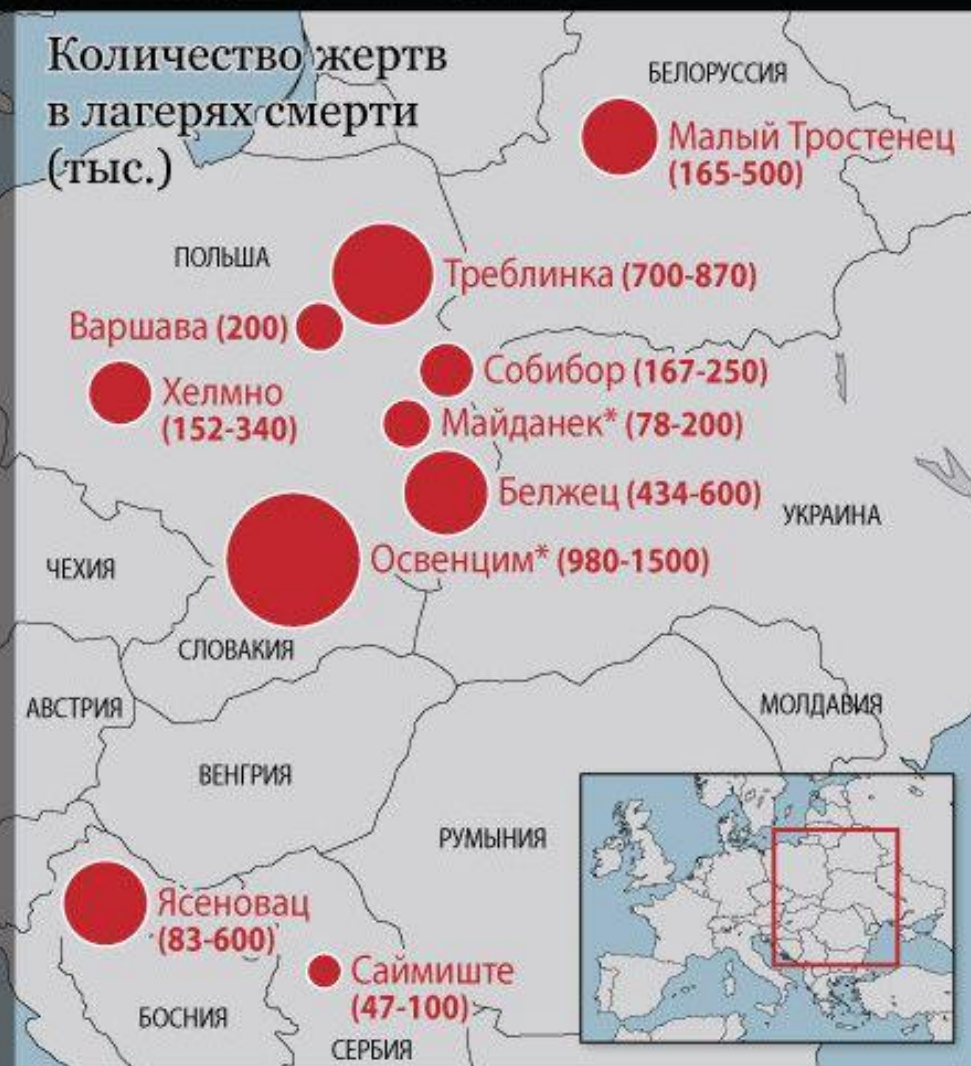 Количество жертв
в лагерях смерти
(тыс.)
БЕЛОРУССИЯ
Малый Тростенец
(165-500)
ПОЛЬША
Треблинка (700-870)
Варшава (200)
Собибор (167-250)
Хелмно
(152-340)
Майданек* (78-200)
Белжец (434-600)
УКРАИНА
Освенцим* (980-1500)
ЧЕХИЯ
СЛОВАКИЯ
АВСТРИЯ
МОЛДАВИЯ
ВЕНГРИЯ
РУМЫНИЯ
Ясеновац
(83-600)
Саймиште
(47-100)
БОСНИЯ
СЕРБИЯ